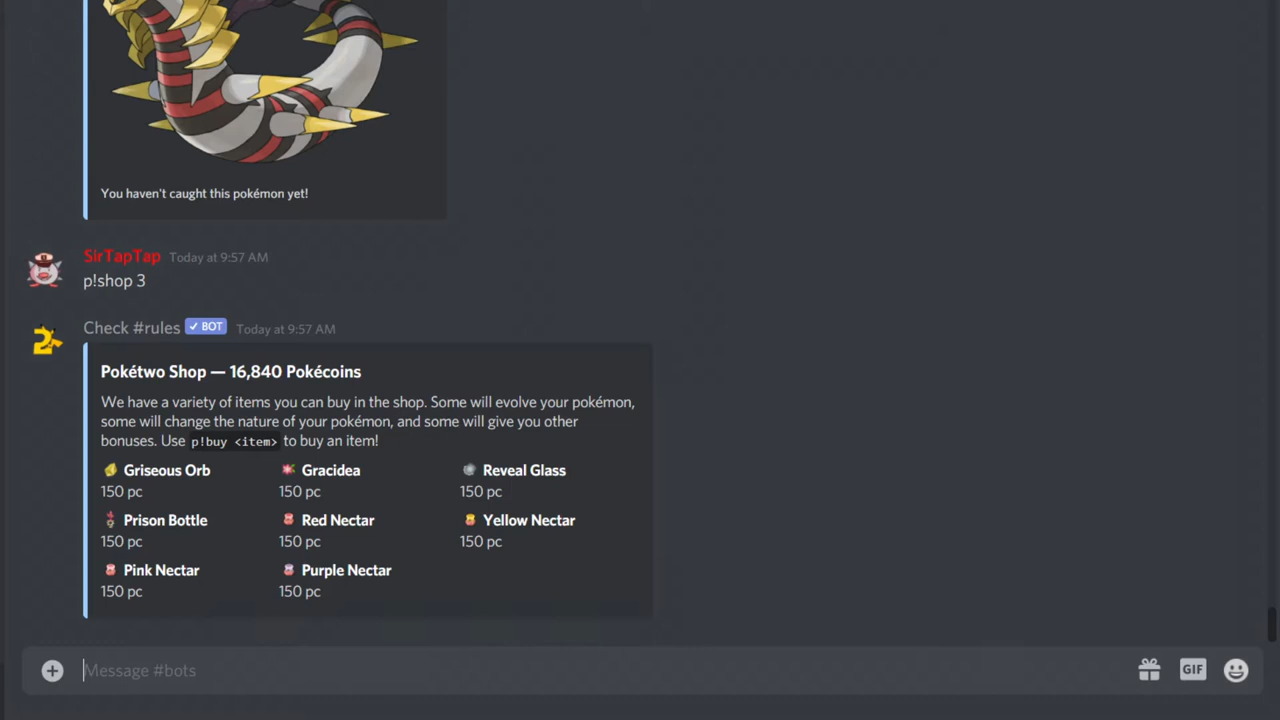 You haven't caught this pokémon yet!
SirTapTap Today at 9:57 AM
p!shop 3
Check #rules ✓ BOT Today at 9:57 AM
Pokétwo Shop — 16,840 Pokécoins
We have a variety of items you can buy in the shop. Some will evolve your pokémon,
some will change the nature of your pokémon, and some will give you other
bonuses. Use p!buy <item> to buy an item!
Griseous Orb Gracidea Reveal Glass
150 pc 150 pc 150 pc
Prison Bottle Red Nectar Yellow Nectar
150 pc 150 pc 150 pc
Pink Nectar Purple Nectar
150 pc 150 pc
Message #bots GIF